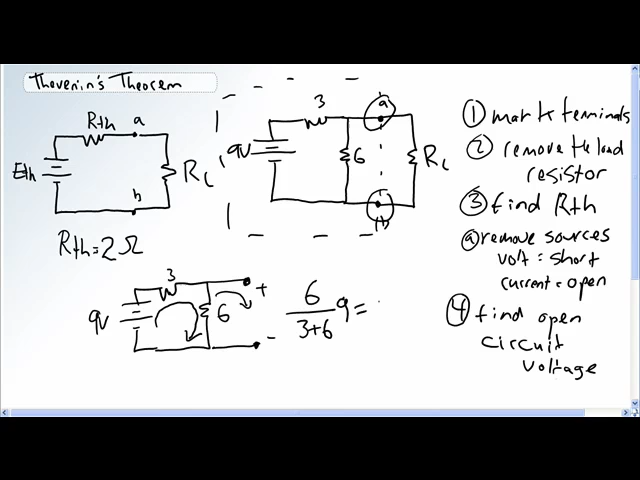 Thevenin's Theorem
Rth
a
Eth
RL
b
Rth=2Ω
3
a
9V
6
RL
b
3
9V
6
+
-
6
3+6
9=
① mark terminals
② remove the load
resistor
③ find Rth
ⓐ remove sources
volt = short
current = open
④ find open
circuit
voltage